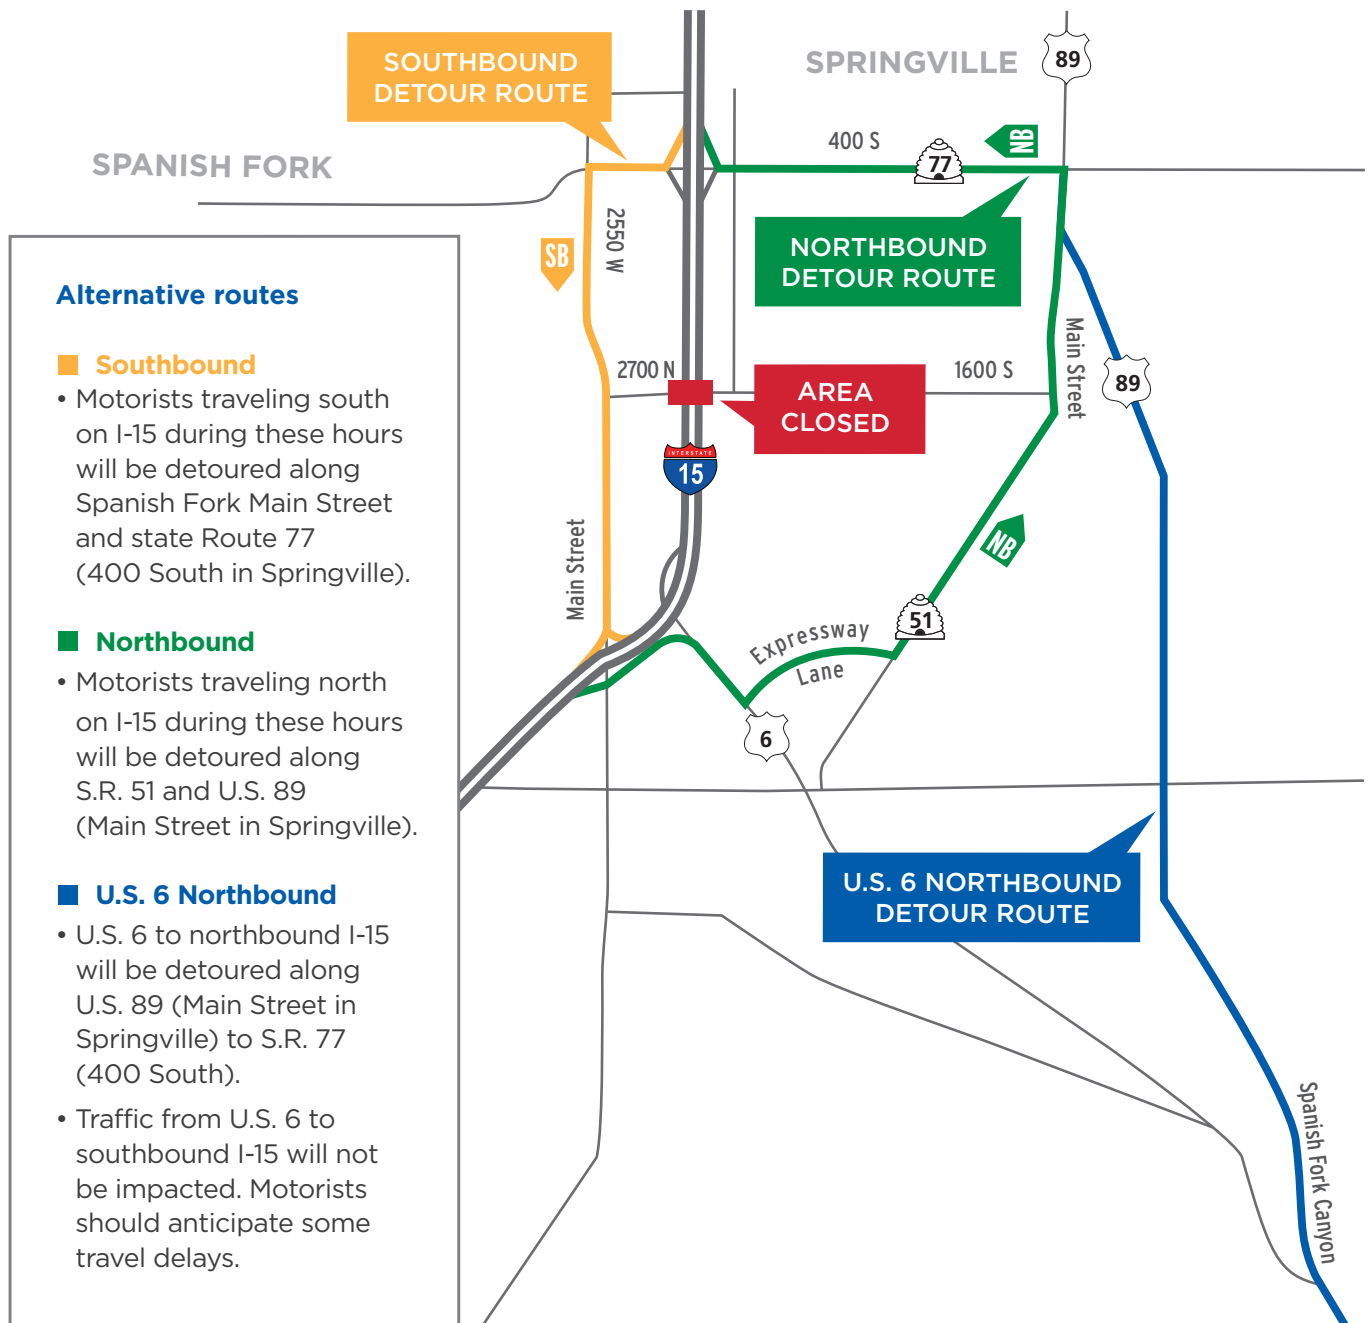 SOUTHBOUND
DETOUR ROUTE
SPRINGVILLE
89
SPANISH FORK
400 S
NB
77
2550 W
SB
NORTHBOUND
DETOUR ROUTE
Main Street
2700 N
1600 S
AREA
CLOSED
89
INTERSTATE
15
NB
Main Street
51
Expressway
Lane
6
U.S. 6 NORTHBOUND
DETOUR ROUTE
Spanish Fork Canyon
Alternative routes
Southbound
• Motorists traveling south
on I-15 during these hours
will be detoured along
Spanish Fork Main Street
and state Route 77
(400 South in Springville).
Northbound
• Motorists traveling north
on I-15 during these hours
will be detoured along
S.R. 51 and U.S. 89
(Main Street in Springville).
U.S. 6 Northbound
• U.S. 6 to northbound I-15
will be detoured along
U.S. 89 (Main Street in
Springville) to S.R. 77
(400 South).
• Traffic from U.S. 6 to
southbound I-15 will not
be impacted. Motorists
should anticipate some
travel delays.